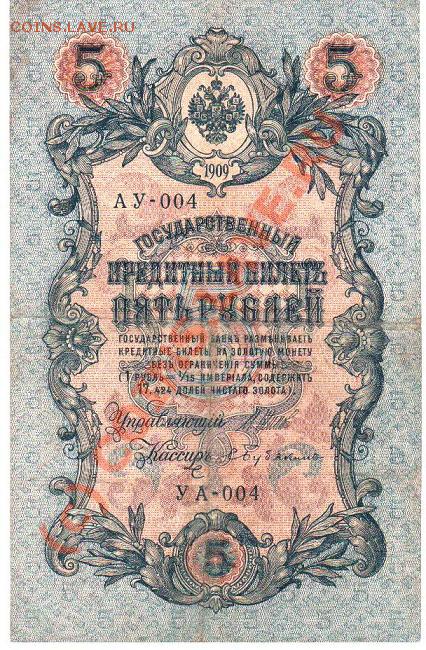 COINS.LAVE.RU
5 5
1909
АУ-004
ГОСУДАРСТВЕННЫЙ
КРЕДИТНЫЙ БИЛЕТЪ
ПЯТЬ РУБЛЕЙ
ГОСУДАРСТВЕННЫЙ БАНКЪ РАЗМѢНИВАЕТЪ
КРЕДИТНЫЕ БИЛЕТЫ НА ЗОЛОТУЮ МОНЕТУ
БЕЗЪ ОГРАНИЧЕНІЯ СУММЫ
(1 РУБЛЬ = 1/15 ИМПЕРІАЛА, СОДЕРЖИТЪ
17,424 ДОЛЕЙ ЧИСТАГО ЗОЛОТА).
Управляющій
Кассиръ
УА-004
5